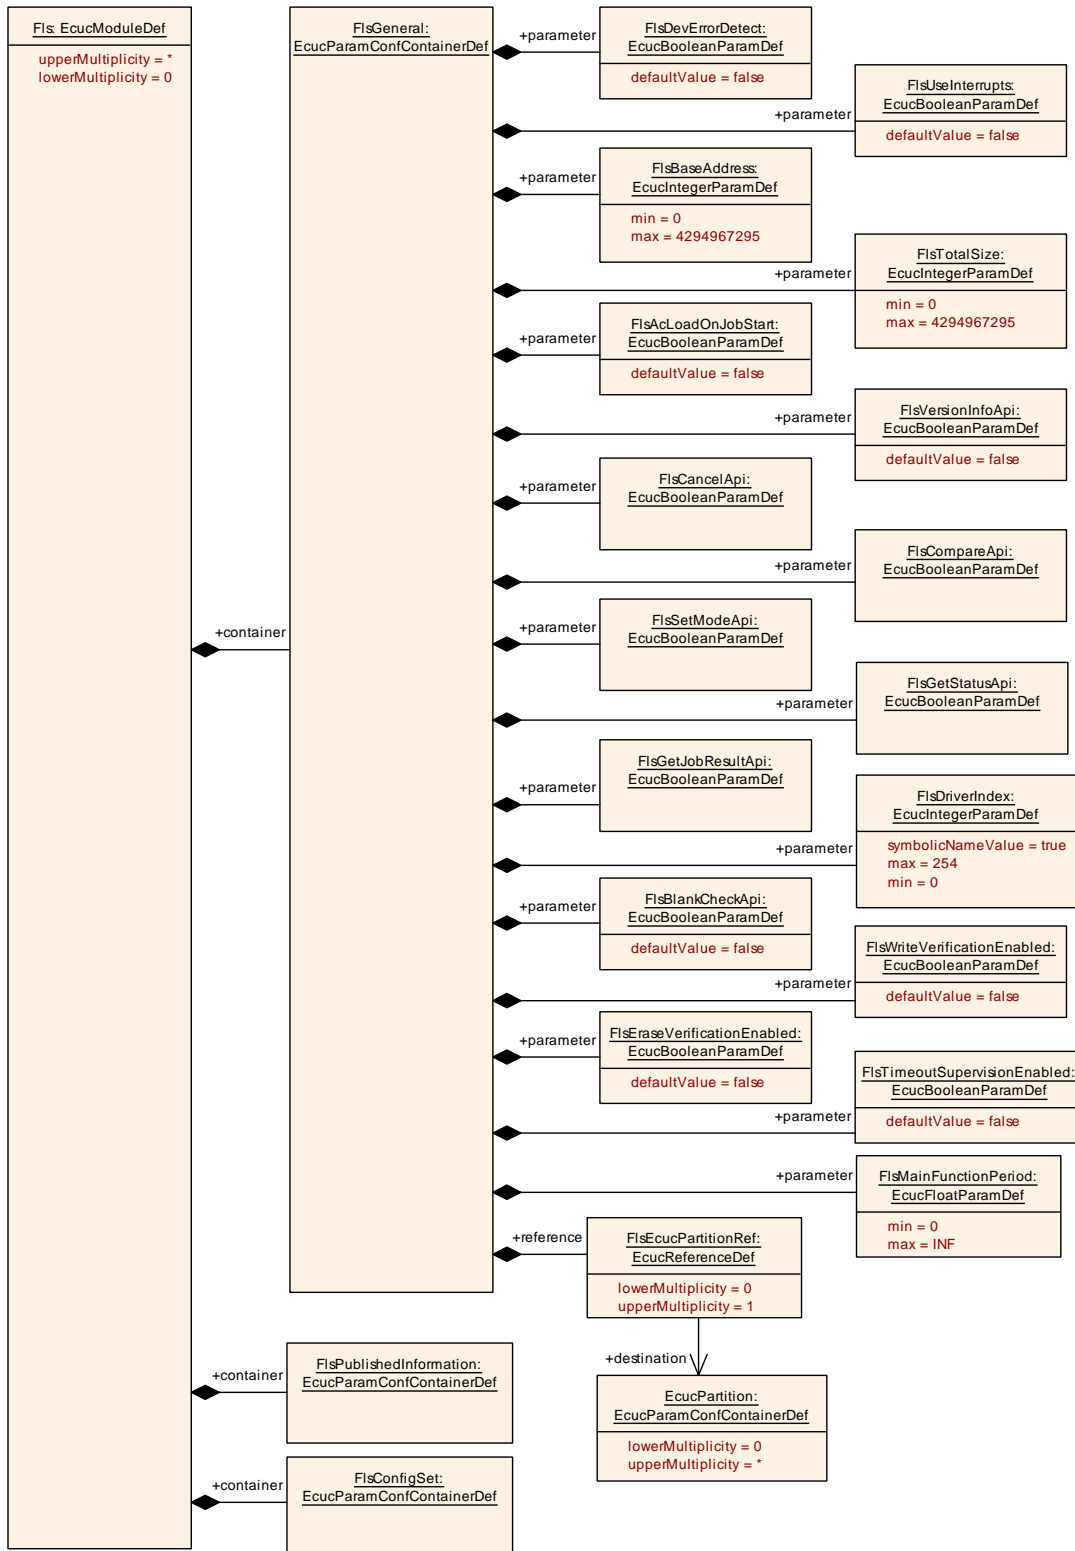 Fls: EcucModuleDef
upperMultiplicity = *
lowerMultiplicity = 0
+container
FlsGeneral:
EcucParamConfContainerDef
+parameter
FlsDevErrorDetect:
EcucBooleanParamDef
defaultValue = false
+parameter
FlsUseInterrupts:
EcucBooleanParamDef
defaultValue = false
+parameter
FlsBaseAddress:
EcucIntegerParamDef
min = 0
max = 4294967295
+parameter
FlsTotalSize:
EcucIntegerParamDef
min = 0
max = 4294967295
+parameter
FlsAcLoadOnJobStart:
EcucBooleanParamDef
defaultValue = false
+parameter
FlsVersionInfoApi:
EcucBooleanParamDef
defaultValue = false
+parameter
FlsCancelApi:
EcucBooleanParamDef
+parameter
FlsCompareApi:
EcucBooleanParamDef
+parameter
FlsSetModeApi:
EcucBooleanParamDef
+parameter
FlsGetStatusApi:
EcucBooleanParamDef
+parameter
FlsGetJobResultApi:
EcucBooleanParamDef
+parameter
FlsDriverIndex:
EcucIntegerParamDef
symbolicNameValue = true
max = 254
min = 0
+parameter
FlsBlankCheckApi:
EcucBooleanParamDef
defaultValue = false
+parameter
FlsWriteVerificationEnabled:
EcucBooleanParamDef
defaultValue = false
+parameter
FlsEraseVerificationEnabled:
EcucBooleanParamDef
defaultValue = false
+parameter
FlsTimeoutSupervisionEnabled:
EcucBooleanParamDef
defaultValue = false
+parameter
FlsMainFunctionPeriod:
EcucFloatParamDef
min = 0
max = INF
+reference
FlsEcucPartitionRef:
EcucReferenceDef
lowerMultiplicity = 0
upperMultiplicity = 1
+destination
EcucPartition:
EcucParamConfContainerDef
lowerMultiplicity = 0
upperMultiplicity = *
+container
FlsPublishedInformation:
EcucParamConfContainerDef
+container
FlsConfigSet:
EcucParamConfContainerDef